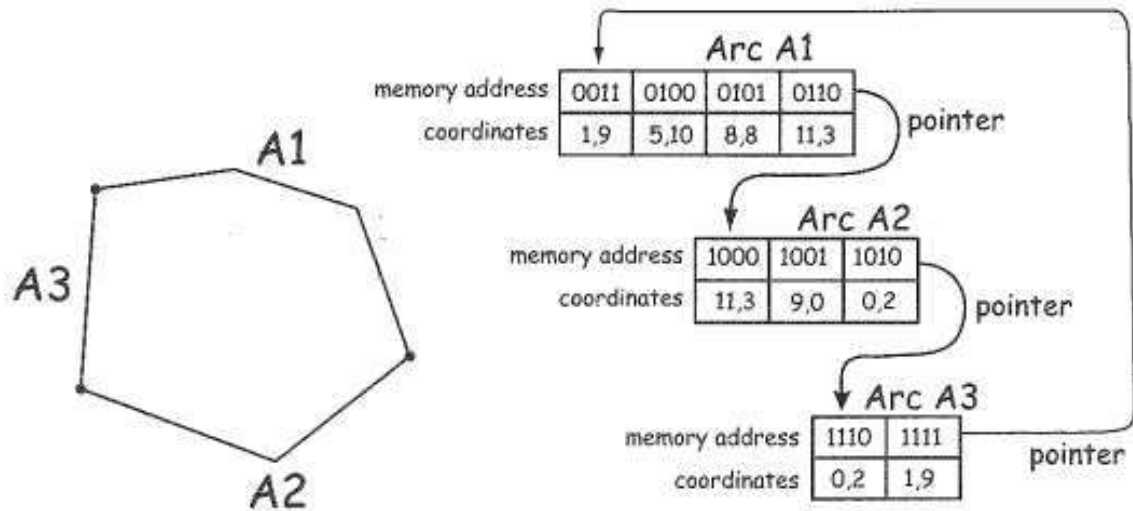 A1
A3
A2
Arc A1
memory address 0011 0100 0101 0110
coordinates 1,9 5,10 8,8 11,3
pointer
Arc A2
memory address 1000 1001 1010
coordinates 11,3 9,0 0,2
pointer
Arc A3
memory address 1110 1111
coordinates 0,2 1,9
pointer